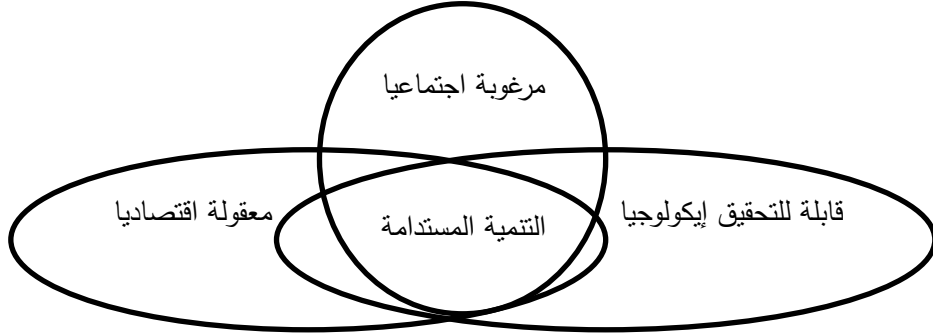 مرغوبة اجتماعيا
قابلة للتحقيق إيكولوجيا
التنمية المستدامة
معقولة اقتصاديا